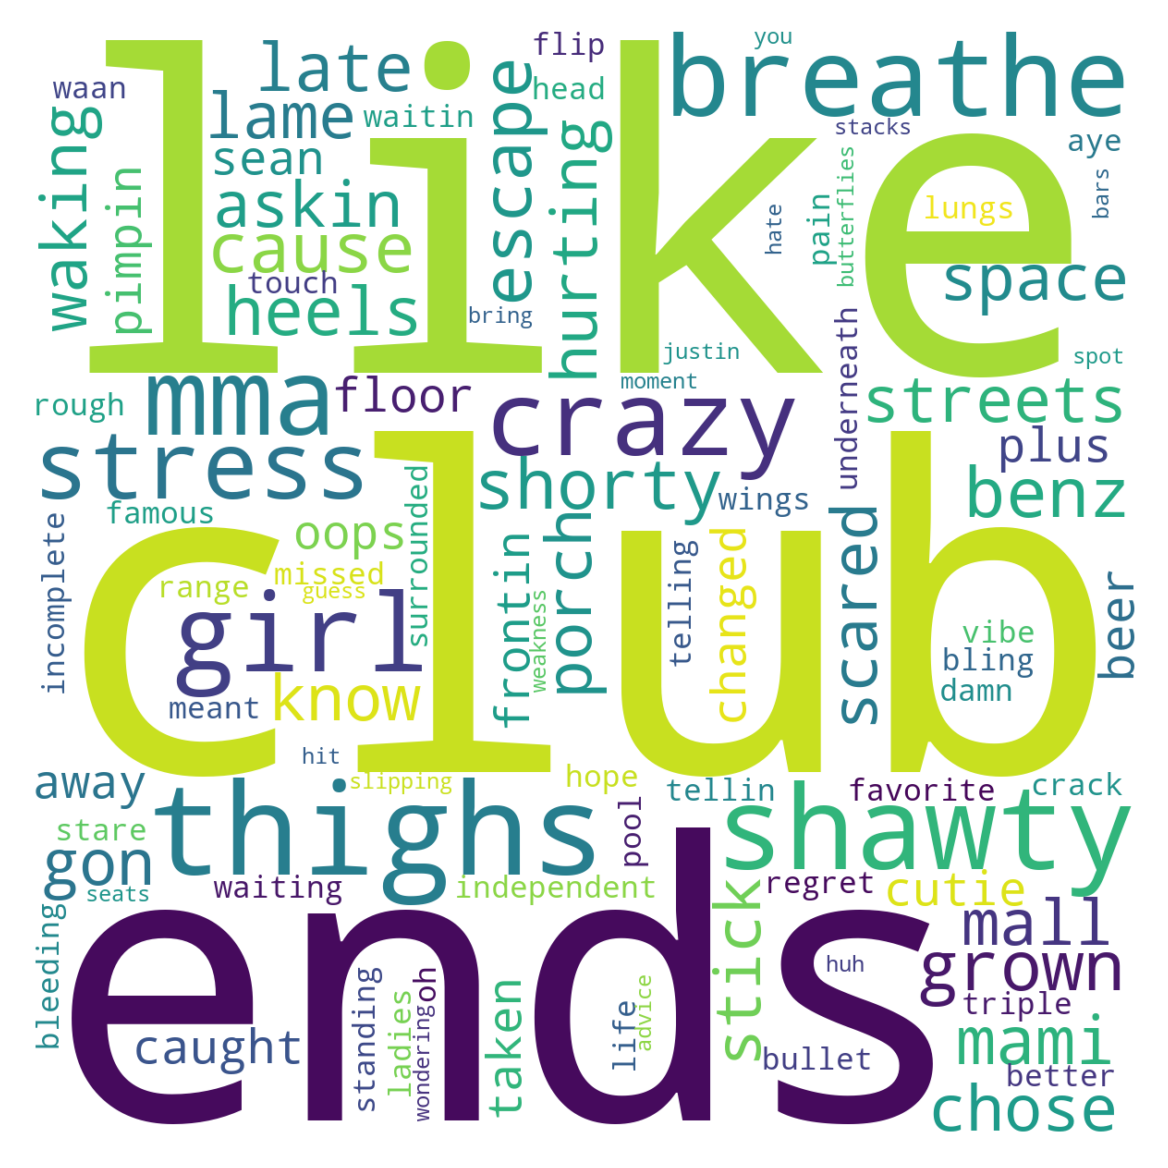 like
club
ends
breathe
late
flip
you
waan
head
lame
waitin
stacks
aye
sean
escape
hurting
waking
pimpin
askin
cause
touch
heels
bring
hate
pain
butterflies
lungs
bars
space
justin
moment
spot
underneath
mma
floor
rough
crazy
streets
stress
plus
shorty
wings
benz
famous
oops
surrounded
incomplete
range
missed
guess
girl
know
meant
frontin
weakness
porch
telling
changed
scared
vibe
bling
damn
beer
hit
slipping
hope
away
thighs
pool
tellin
favorite
crack
shawty
stare
gon
seats
waiting
independent
stick
regret
cutie
mall
grown
triple
huh
bleeding
caught
standing
ladies
wondering
oh
taken
life
advice
bullet
mami
better
chose